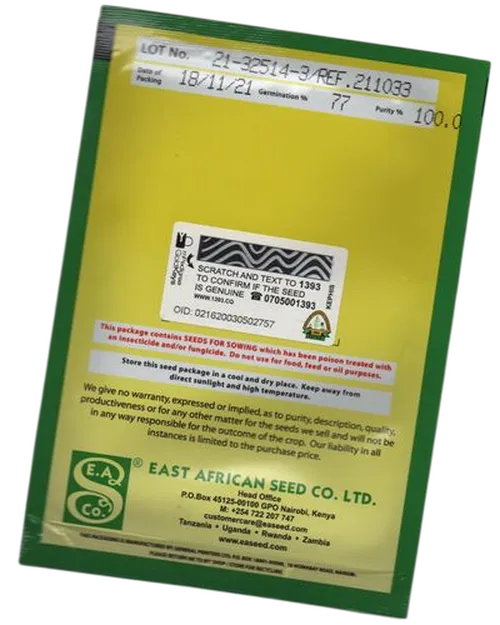 LOT No. 21-32514-3/REF.211033
Date of Packing 18/11/21 Germination % 77 Purity % 100.0
SCRATCH AND TEXT TO 1393
TO CONFIRM IF THE SEED
IS GENUINE ☎ 0705001393
WWW.1393.CO
KEPHIS
OID: 021620030502757
This package contains SEEDS FOR SOWING which has been poison treated with
an insecticide and/or fungicide. Do not use for food, feed or oil purposes.
Store this seed package in a cool and dry place. Keep away from
direct sunlight and high temperature.
We give no warranty, expressed or implied, as to purity, description, quality,
productiveness or for any other matter for the seeds we sell and will not be
in any way responsible for the outcome of the crop. Our liability in all
instances is limited to the purchase price.
E.A.
S
Co.
® EAST AFRICAN SEED CO. LTD.
Head Office
P.O.Box 45125-00100 GPO Nairobi, Kenya
M: +254 722 207 747
customercare@easeed.com
Tanzania • Uganda • Rwanda • Zambia
www.easeed.com